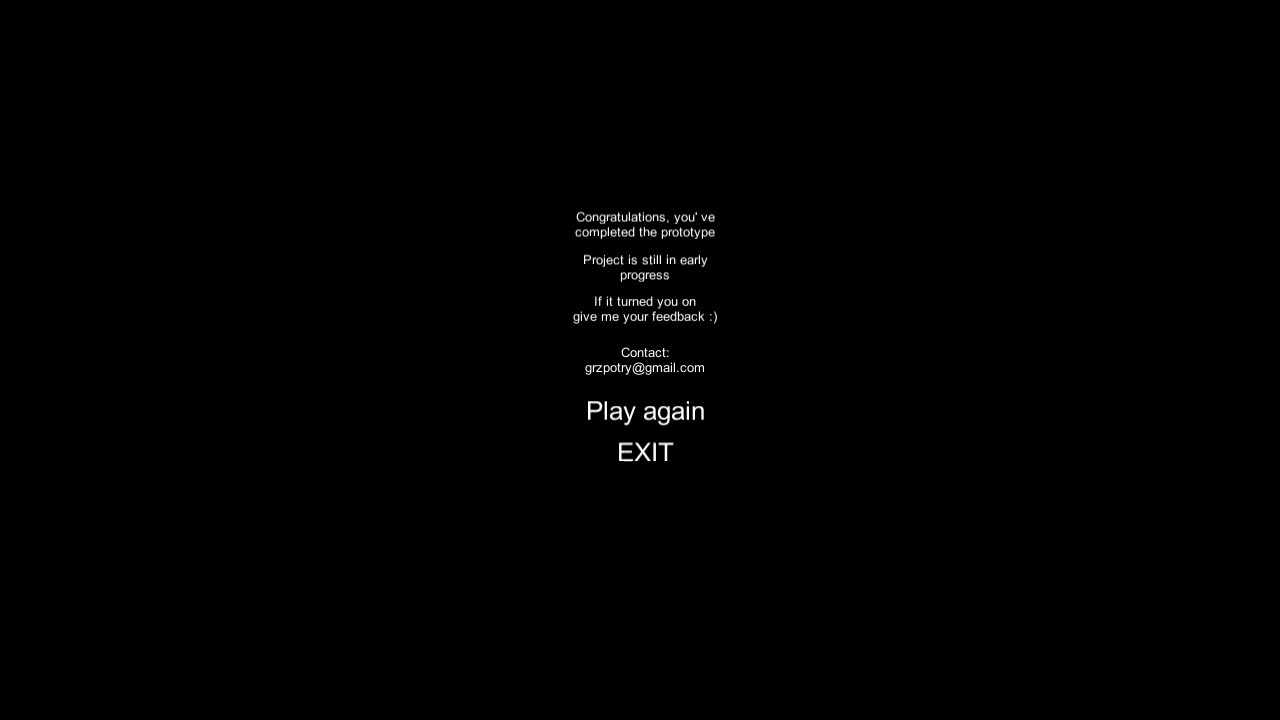 Congratulations, you' ve
completed the prototype
Project is still in early
progress
If it turned you on
give me your feedback :)
Contact:
grzpotry@gmail.com
Play again
EXIT